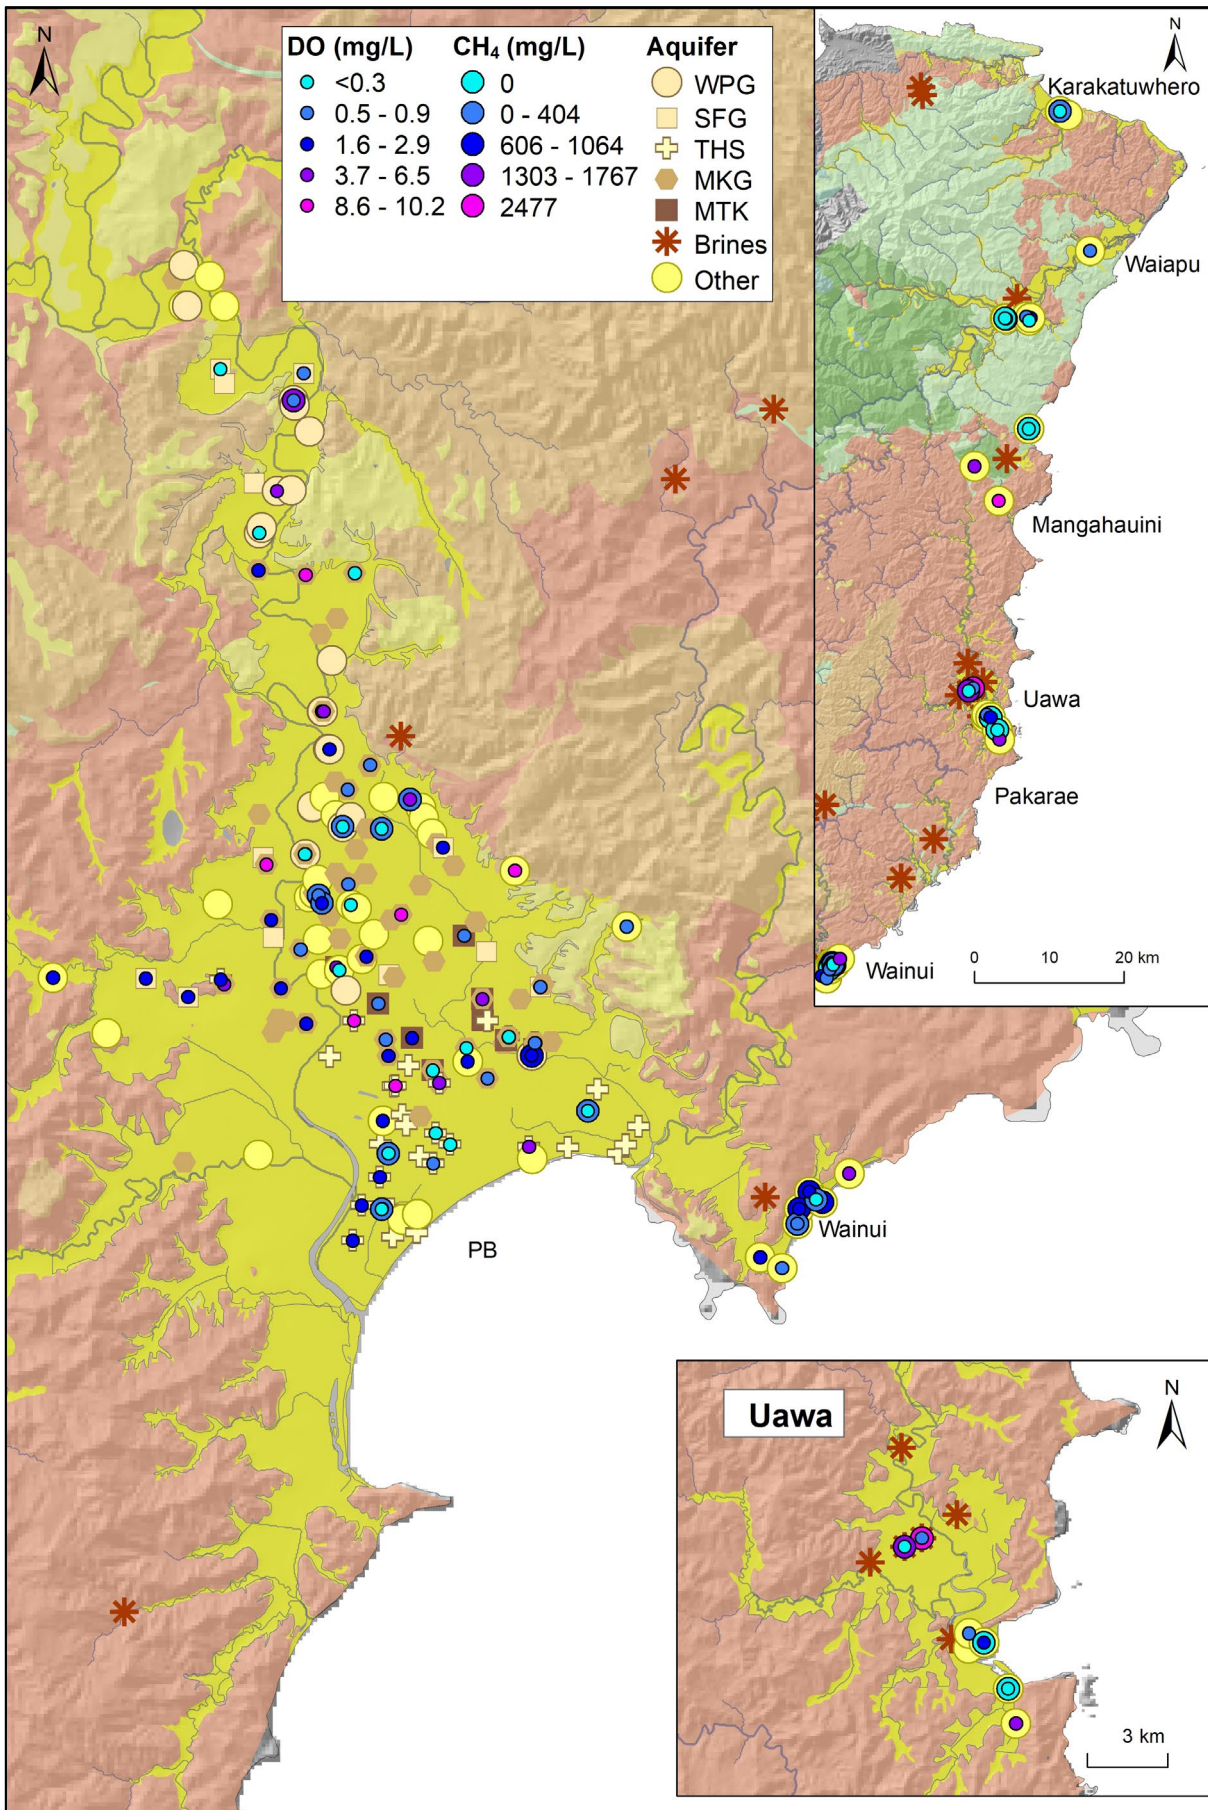 N
DO (mg/L)
<0.3
0.5 - 0.9
1.6 - 2.9
3.7 - 6.5
8.6 - 10.2
CH₄ (mg/L)
0
0 - 404
606 - 1064
1303 - 1767
2477
Aquifer
WPG
SFG
THS
MKG
MTK
Brines
Other
N
Karakatuwhero
Waiapu
Mangahauini
Uawa
Pakarae
Wainui
0 10 20 km
Wainui
PB
Uawa
N
3 km